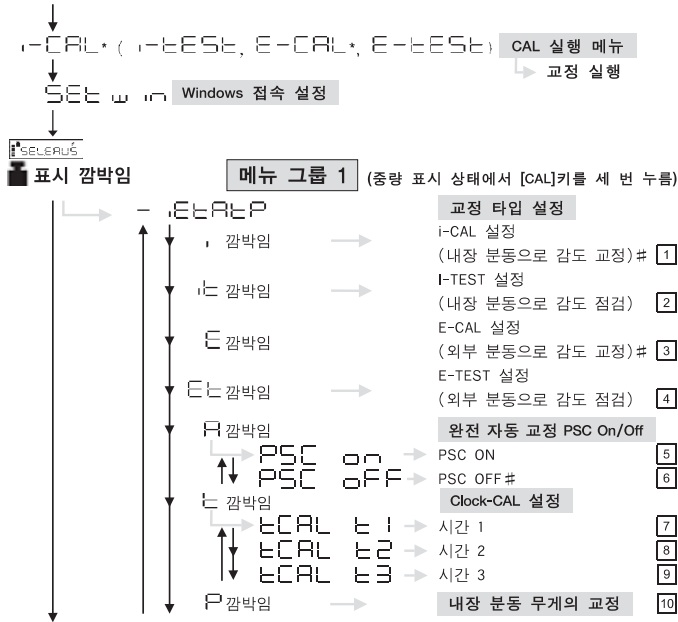 i-CAL* ( i-tESt, E-CAL*, E-tESt) CAL 실행 메뉴
교정 실행
SEt w in Windows 접속 설정
표시 깜박임 메뉴 그룹 1 (중량 표시 상태에서 [CAL]키를 세 번 누름)
- iEtAtP 교정 타입 설정
i 깜박임 i-CAL 설정
(내장 분동으로 감도 교정)♯ 1
it 깜박임 I-TEST 설정
(내장 분동으로 감도 점검) 2
E 깜박임 E-CAL 설정
(외부 분동으로 감도 교정)♯ 3
Et 깜박임 E-TEST 설정
(외부 분동으로 감도 점검) 4
A 깜박임 완전 자동 교정 PSC On/Off
PSC on PSC ON 5
PSC oFF PSC OFF♯ 6
t 깜박임 Clock-CAL 설정
tCAL t1 시간 1 7
tCAL t2 시간 2 8
tCAL t3 시간 3 9
P 깜박임 내장 분동 무게의 교정 10